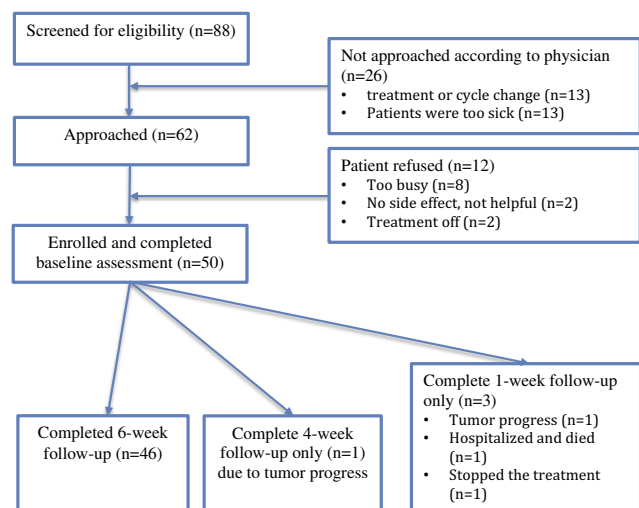 Screened for eligibility (n=88)
Not approached according to physician
(n=26)
• treatment or cycle change (n=13)
• Patients were too sick (n=13)
Approached (n=62)
Patient refused (n=12)
• Too busy (n=8)
• No side effect, not helpful (n=2)
• Treatment off (n=2)
Enrolled and completed
baseline assessment (n=50)
Completed 6-week
follow-up (n=46)
Complete 4-week
follow-up only (n=1)
due to tumor progress
Complete 1-week follow-up
only (n=3)
• Tumor progress (n=1)
• Hospitalized and died
(n=1)
• Stopped the treatment
(n=1)